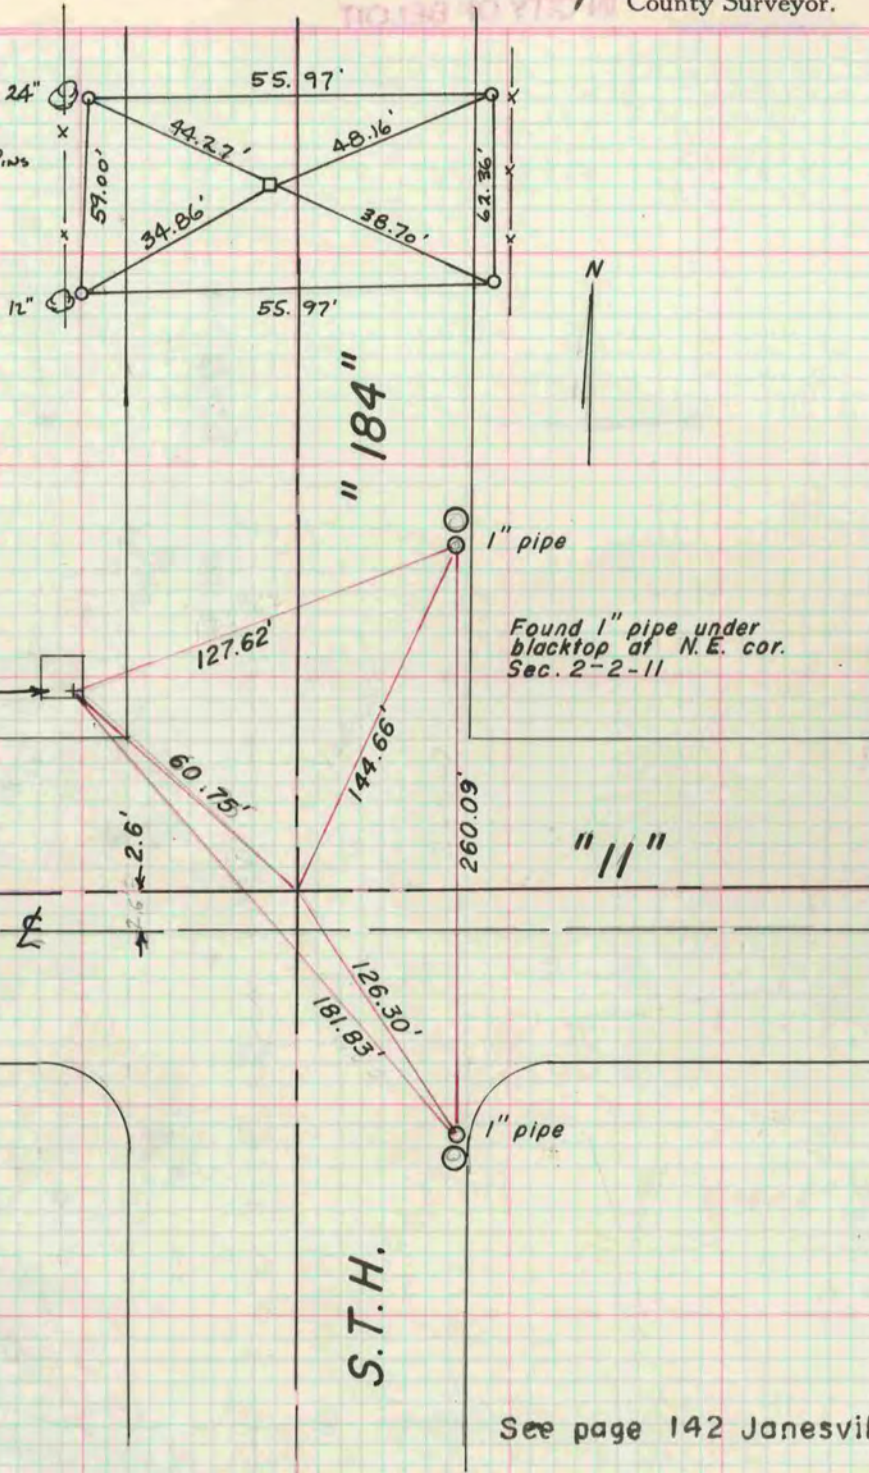 County Surveyor.
55.97'
24"
44.27'
48.16'
59.00'
62.36'
34.86'
38.70'
12"
55.97'
N
" 184"
1" pipe
127.62'
Found 1" pipe under
blacktop at N.E. cor.
Sec. 2-2-11
144.66'
60.75'
260.09'
2.6'
"11"
126.30'
181.83'
1" pipe
S.T.H.
See page 142